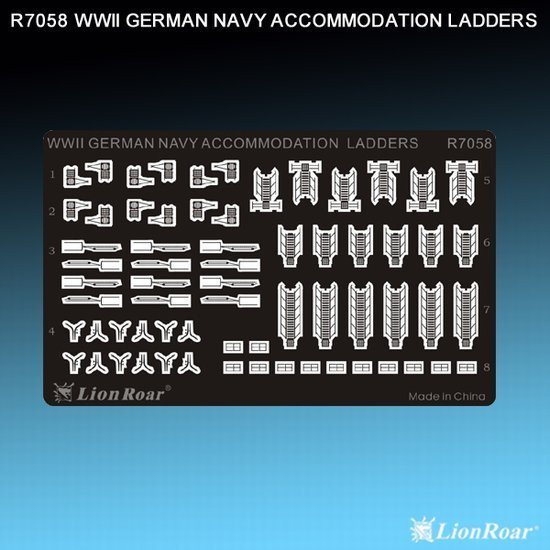 R7058 WWII GERMAN NAVY ACCOMMODATION LADDERS
WWII GERMAN NAVY ACCOMMODATION LADDERS R7058
1
5
2
3
6
7
4
8
LionRoar®
Made in China
LionRoar®